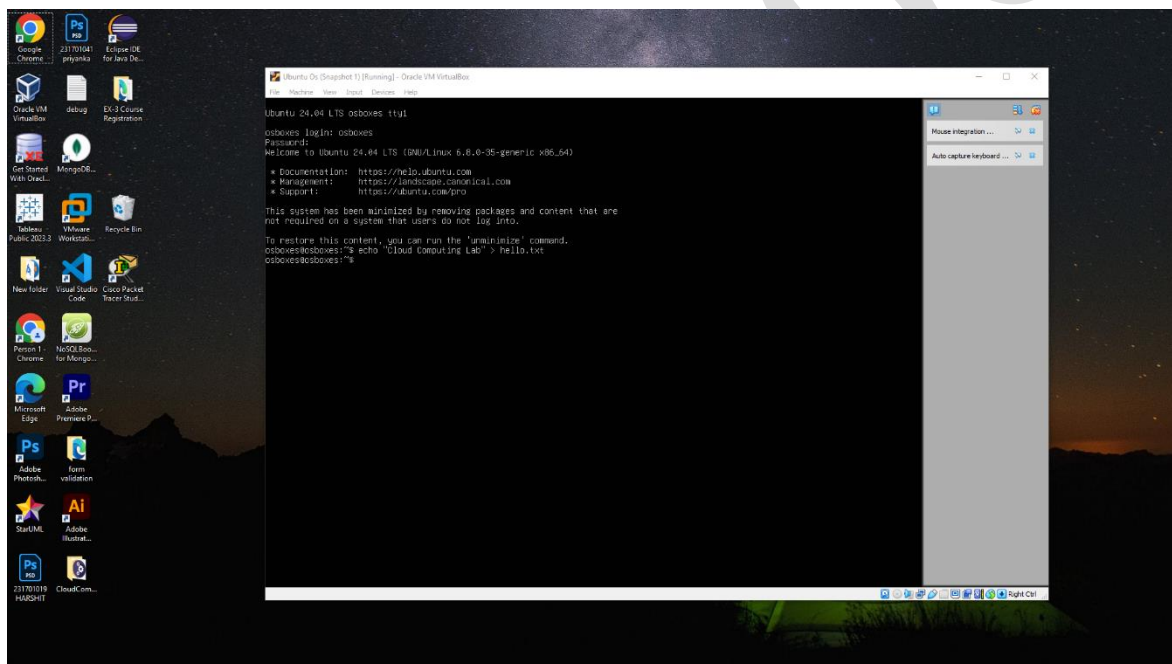 Google
Chrome
231701041
priyanka
Eclipse IDE
for Java De...
Oracle VM
VirtualBox
debug
EX-3 Course
Registration
Get Started
With Oracl...
MongoDB...
Tableau
Public 2023.3
VMware
Workstati...
Recycle Bin
New folder
Visual Studio
Code
Cisco Packet
Tracer Stud...
Person 1 -
Chrome
NoSQLBoo...
for Mongo...
Microsoft
Edge
Adobe
Premiere P...
Adobe
Photosh...
form
validation
StarUML
Adobe
Illustrat...
231701019
HARSHIT
CloudCom...
Ps
PSD
XE
Pr
Ps
Ai
Ps
PSD
Ubuntu Os (Snapshot 1) [Running] - Oracle VM VirtualBox
File Machine View Input Devices Help
Ubuntu 24.04 LTS osboxes tty1
osboxes login: osboxes
Password:
Welcome to Ubuntu 24.04 LTS (GNU/Linux 6.8.0-35-generic x86_64)
* Documentation: https://help.ubuntu.com
* Management: https://landscape.canonical.com
* Support: https://ubuntu.com/pro
This system has been minimized by removing packages and content that are
not required on a system that users do not log into.
To restore this content, you can run the 'unminimize' command.
osboxes@osboxes:~$ echo "Cloud Computing Lab" > hello.txt
osboxes@osboxes:~$
Mouse integration ...
Auto capture keyboard ...
Right Ctrl